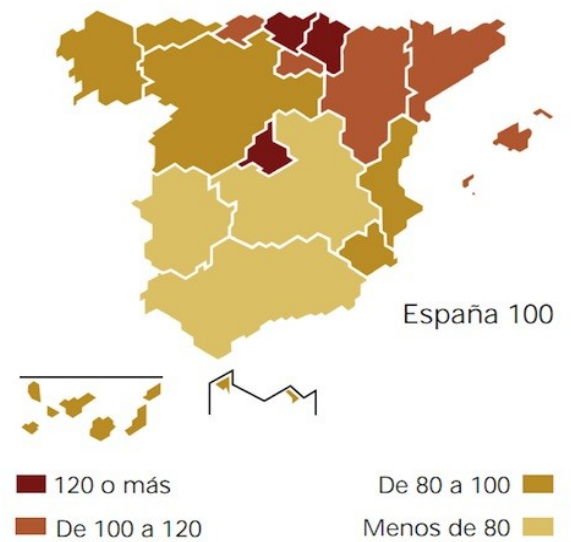 España 100
120 o más
De 80 a 100
De 100 a 120
Menos de 80